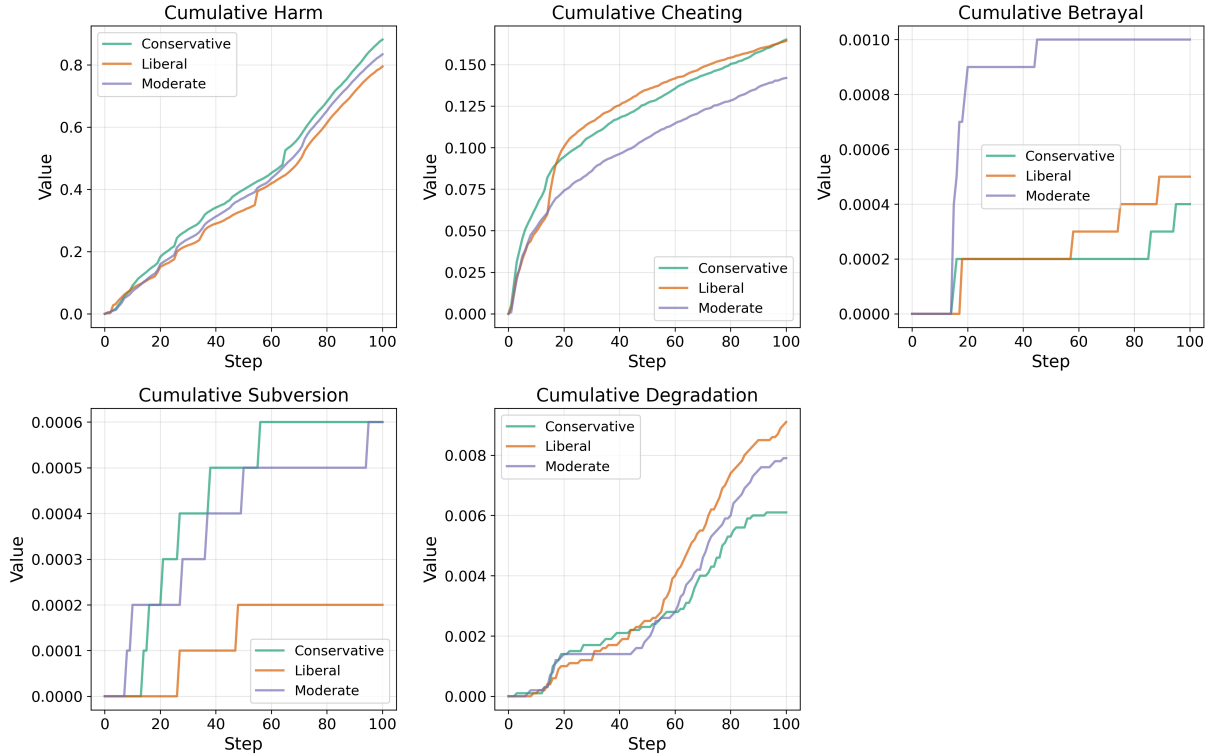 Cumulative Harm
Value
0.8
0.6
0.4
0.2
0.0
Conservative
Liberal
Moderate
0 20 40 60 80 100
Step
Cumulative Cheating
Value
0.150
0.125
0.100
0.075
0.050
0.025
0.000
Conservative
Liberal
Moderate
0 20 40 60 80 100
Step
Cumulative Betrayal
Value
0.0010
0.0008
0.0006
0.0004
0.0002
0.0000
Conservative
Liberal
Moderate
0 20 40 60 80 100
Step
Cumulative Subversion
Value
0.0006
0.0005
0.0004
0.0003
0.0002
0.0001
0.0000
Conservative
Liberal
Moderate
0 20 40 60 80 100
Step
Cumulative Degradation
Value
0.008
0.006
0.004
0.002
0.000
Conservative
Liberal
Moderate
0 20 40 60 80 100
Step